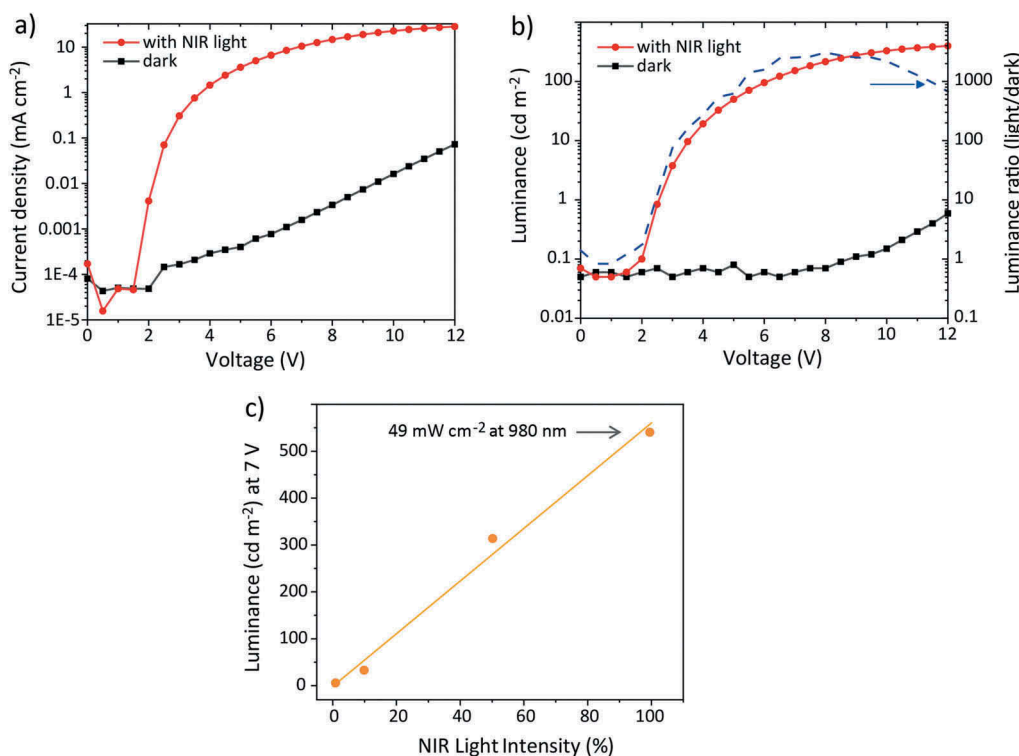 a)
with NIR light
dark
Current density (mA cm-2)
10
1
0.1
0.01
0.001
1E-4
1E-5
0 2 4 6 8 10 12
Voltage (V)
b)
with NIR light
dark
Luminance (cd m-2)
100
10
1
0.1
0.01
Luminance ratio (light/dark)
1000
100
10
1
0.1
0 2 4 6 8 10 12
Voltage (V)
c)
49 mW cm-2 at 980 nm
Luminance (cd m-2) at 7 V
500
400
300
200
100
0
0 20 40 60 80 100
NIR Light Intensity (%)